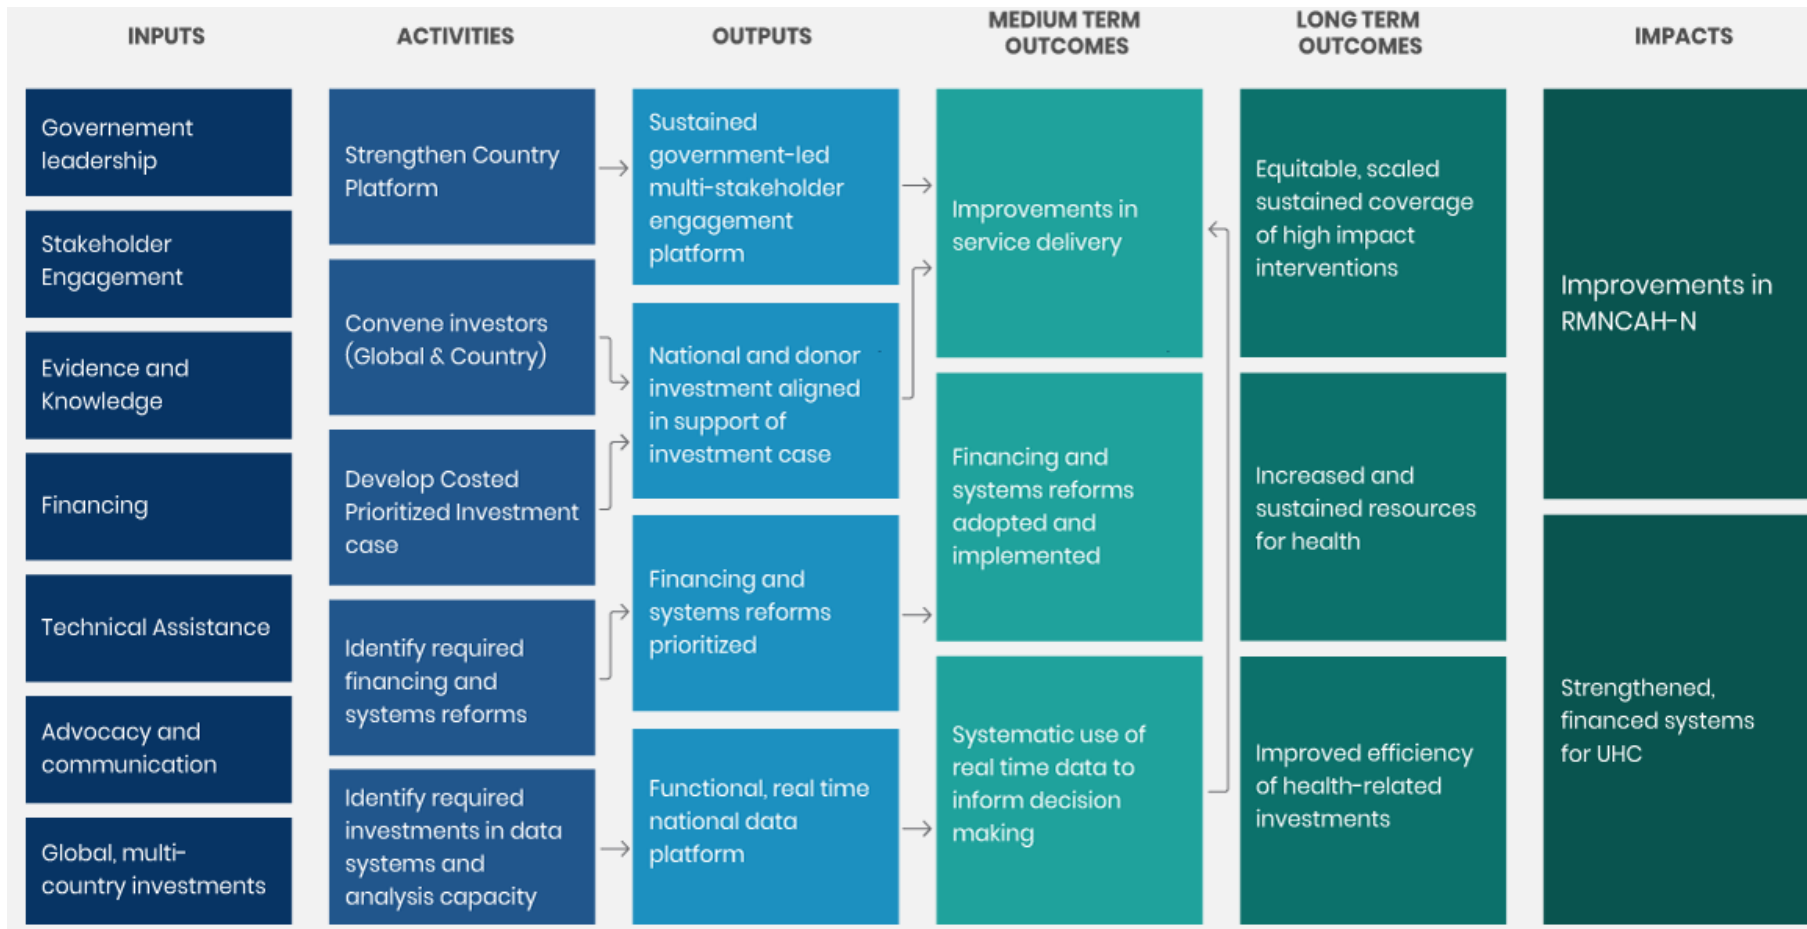 INPUTS
ACTIVITIES
OUTPUTS
MEDIUM TERM
OUTCOMES
LONG TERM
OUTCOMES
IMPACTS
Governement
leadership
Stakeholder
Engagement
Evidence and
Knowledge
Financing
Technical Assistance
Advocacy and
communication
Global, multi-
country investments
Strengthen Country
Platform
Convene investors
(Global & Country)
Develop Costed
Prioritized Investment
case
Identify required
financing and
systems reforms
Identify required
investments in data
systems and
analysis capacity
Sustained
government-led
multi-stakeholder
engagement
platform
National and donor
investment aligned
in support of
investment case
Financing and
systems reforms
prioritized
Functional, real time
national data
platform
Improvements in
service delivery
Financing and
systems reforms
adopted and
implemented
Systematic use of
real time data to
inform decision
making
Equitable, scaled
sustained coverage
of high impact
interventions
Increased and
sustained resources
for health
Improved efficiency
of health-related
investments
Improvements in
RMNCAH-N
Strengthened,
financed systems
for UHC